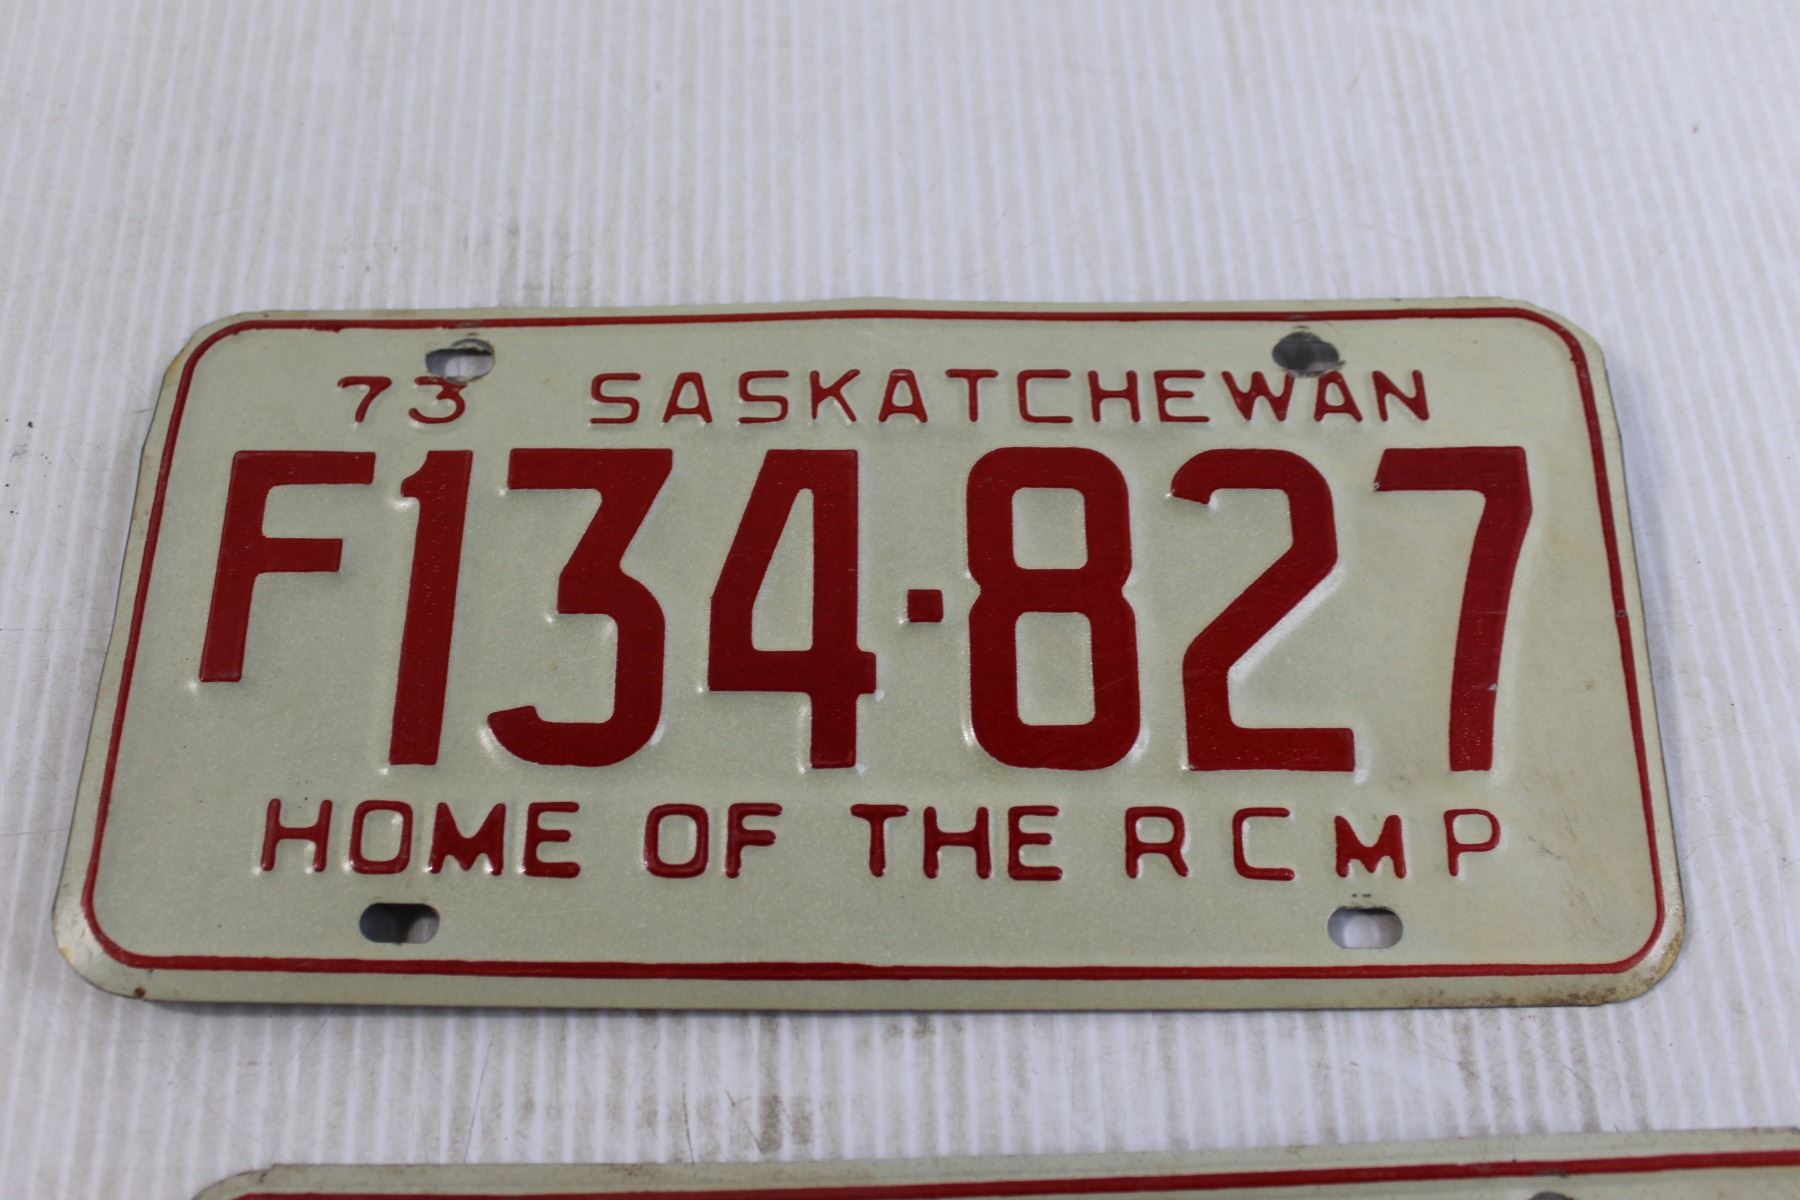 73 SASKATCHEWAN
F134-827
HOME OF THE RCMP